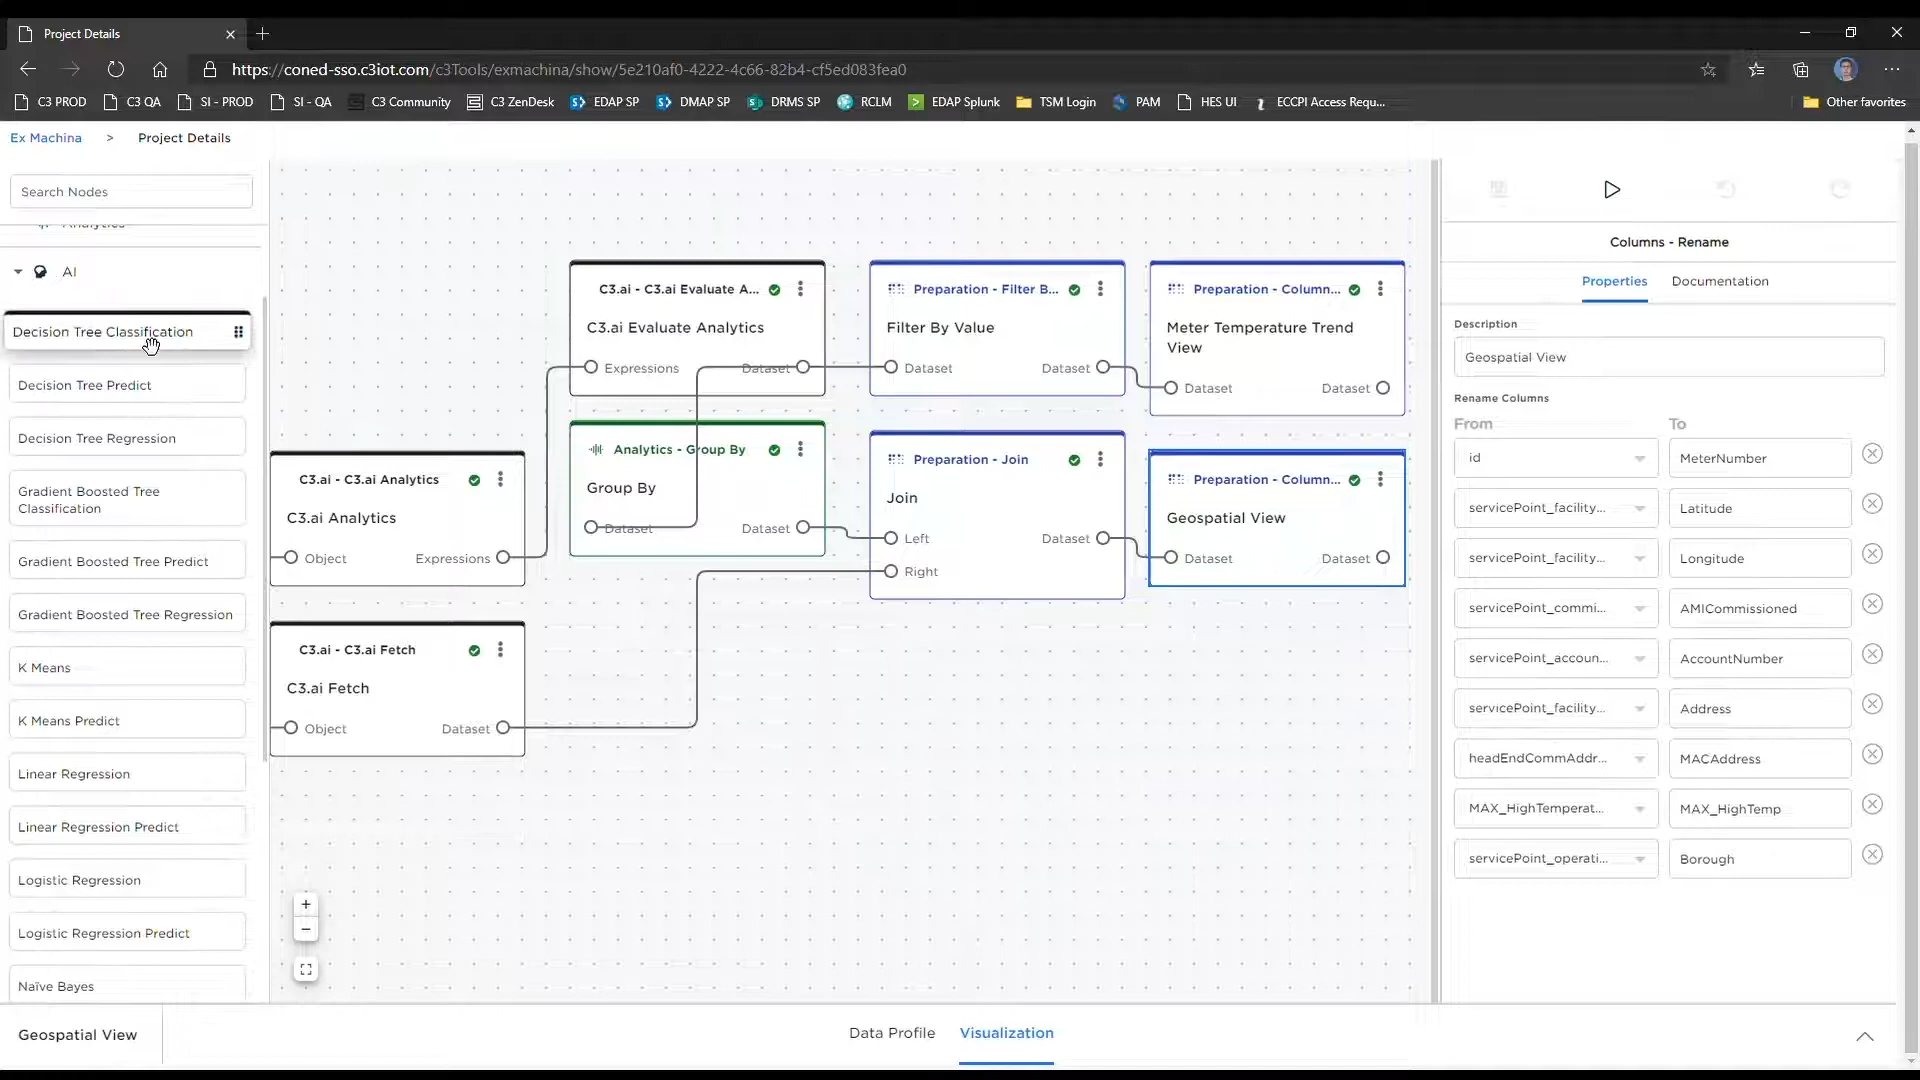 Project Details
https://coned-sso.c3iot.com/c3Tools/exmachina/show/5e210af0-4222-4c66-82b4-cf5ed083fea0
C3 PROD
C3 QA
SI - PROD
SI - QA
C3 Community
C3 ZenDesk
EDAP SP
DMAP SP
DRMS SP
RCLM
EDAP Splunk
TSM Login
PAM
HES UI
ECCPI Access Requ...
Other favorites
Ex Machina > Project Details
Search Nodes
Analytics
AI
Decision Tree Classification
Decision Tree Predict
Decision Tree Regression
Gradient Boosted Tree
Classification
Gradient Boosted Tree Predict
Gradient Boosted Tree Regression
K Means
K Means Predict
Linear Regression
Linear Regression Predict
Logistic Regression
Logistic Regression Predict
Naïve Bayes
C3.ai - C3.ai Analytics
C3.ai Analytics
Object
Expressions
C3.ai - C3.ai Fetch
C3.ai Fetch
Object
Dataset
C3.ai - C3.ai Evaluate A...
C3.ai Evaluate Analytics
Expressions
Dataset
Analytics - Group By
Group By
Dataset
Dataset
Preparation - Filter B...
Filter By Value
Dataset
Dataset
Preparation - Join
Join
Left
Dataset
Right
Preparation - Column...
Meter Temperature Trend
View
Dataset
Dataset
Preparation - Column...
Geospatial View
Dataset
Dataset
+
−
Columns - Rename
Properties
Documentation
Description
Geospatial View
Rename Columns
From
To
id
MeterNumber
servicePoint_facility...
Latitude
servicePoint_facility...
Longitude
servicePoint_commi...
AMICommissioned
servicePoint_accoun...
AccountNumber
servicePoint_facility...
Address
headEndCommAddr...
MACAddress
MAX_HighTemperat...
MAX_HighTemp
servicePoint_operati...
Borough
Geospatial View
Data Profile
Visualization